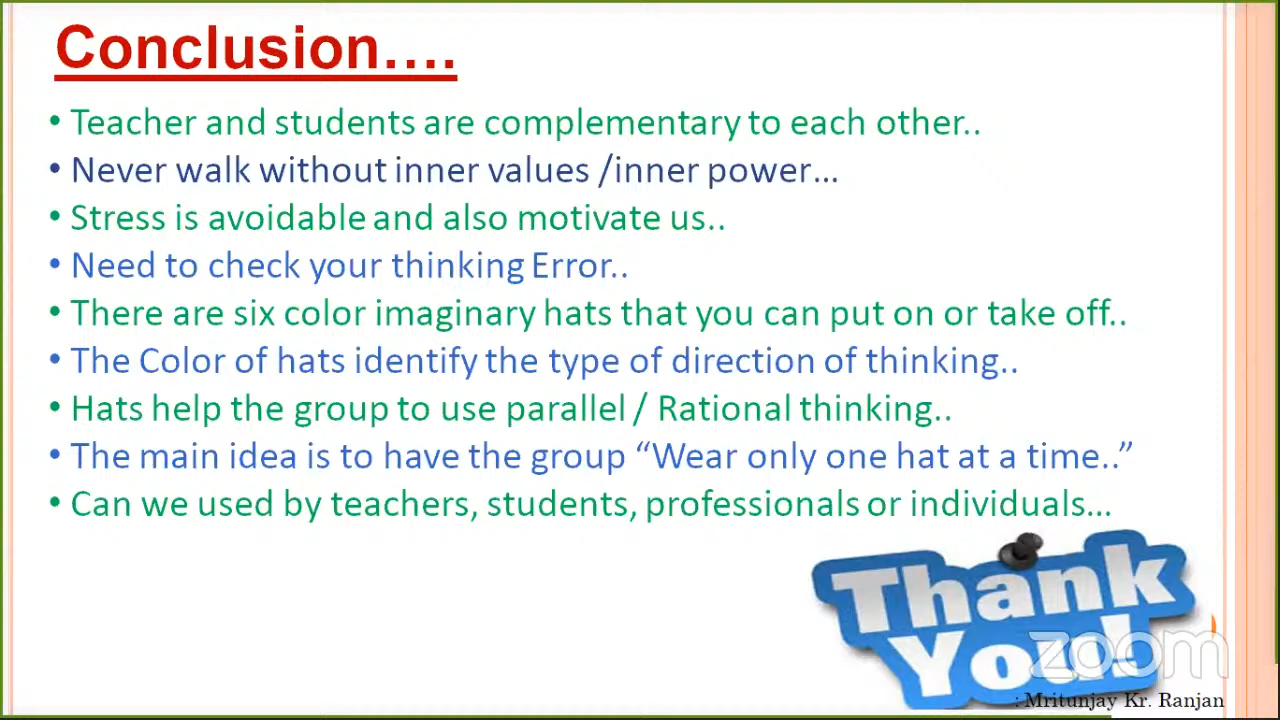 Conclusion....
• Teacher and students are complementary to each other..
• Never walk without inner values /inner power...
• Stress is avoidable and also motivate us..
• Need to check your thinking Error..
• There are six color imaginary hats that you can put on or take off..
• The Color of hats identify the type of direction of thinking..
• Hats help the group to use parallel / Rational thinking..
• The main idea is to have the group “Wear only one hat at a time..”
• Can we used by teachers, students, professionals or individuals...
Thank
You!
zoom
: Mritunjay Kr. Ranjan